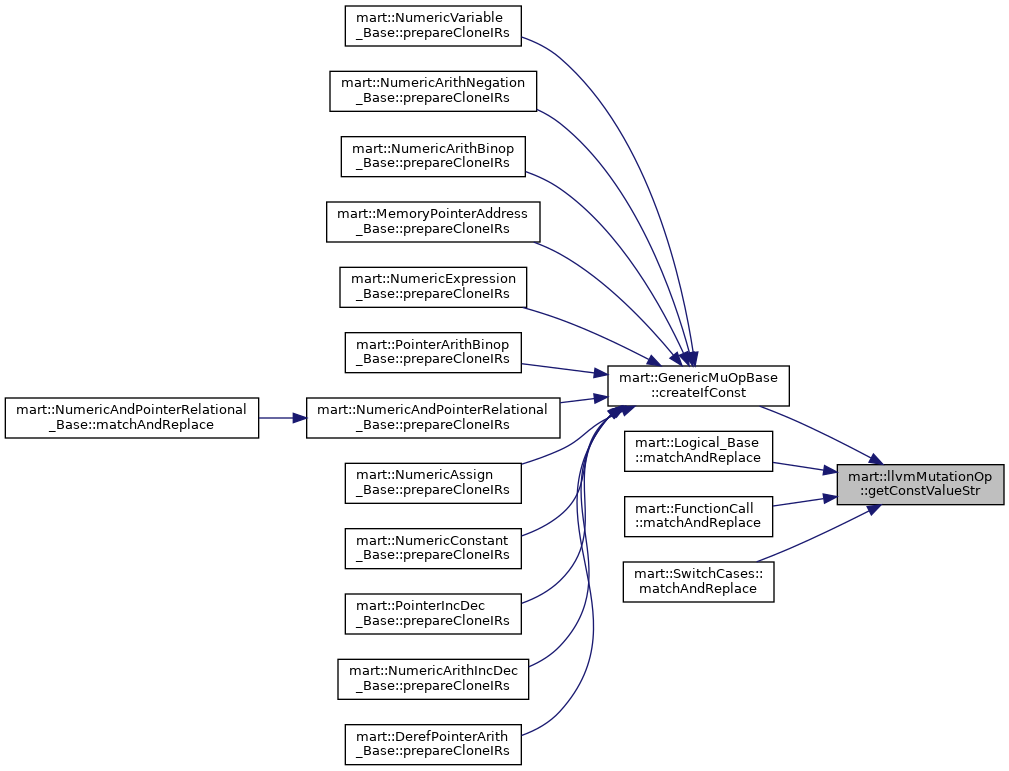 mart::NumericVariable
_Base::prepareCloneIRs
mart::NumericArithNegation
_Base::prepareCloneIRs
mart::NumericArithBinop
_Base::prepareCloneIRs
mart::MemoryPointerAddress
_Base::prepareCloneIRs
mart::NumericExpression
_Base::prepareCloneIRs
mart::PointerArithBinop
_Base::prepareCloneIRs
mart::NumericAndPointerRelational
_Base::matchAndReplace
mart::NumericAndPointerRelational
_Base::prepareCloneIRs
mart::NumericAssign
_Base::prepareCloneIRs
mart::NumericConstant
_Base::prepareCloneIRs
mart::PointerIncDec
_Base::prepareCloneIRs
mart::NumericArithIncDec
_Base::prepareCloneIRs
mart::DerefPointerArith
_Base::prepareCloneIRs
mart::GenericMuOpBase
::createIfConst
mart::Logical_Base
::matchAndReplace
mart::FunctionCall
::matchAndReplace
mart::SwitchCases::
matchAndReplace
mart::llvmMutationOp
::getConstValueStr